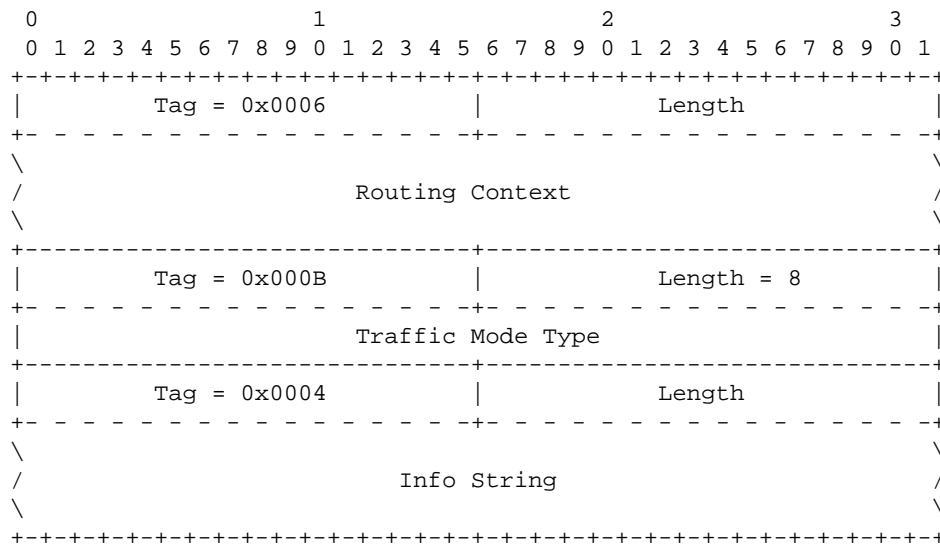 0                   1                   2                   3
0 1 2 3 4 5 6 7 8 9 0 1 2 3 4 5 6 7 8 9 0 1 2 3 4 5 6 7 8 9 0 1
+-+-+-+-+-+-+-+-+-+-+-+-+-+-+-+-+-+-+-+-+-+-+-+-+-+-+-+-+-+-+-+-+
|         Tag = 0x0006          |            Length             |
+- - - - - - - - - - - - - - - -+- - - - - - - - - - - - - - - -+
\                                                               \
/                       Routing Context                         /
\                                                               \
+-------------------------------+-------------------------------+
|         Tag = 0x000B          |            Length = 8         |
+- - - - - - - - - - - - - - - -+- - - - - - - - - - - - - - - -+
|                       Traffic Mode Type                       |
+-------------------------------+-------------------------------+
|         Tag = 0x0004          |            Length             |
+- - - - - - - - - - - - - - - -+- - - - - - - - - - - - - - - -+
\                                                               \
/                          Info String                          /
\                                                               \
+-+-+-+-+-+-+-+-+-+-+-+-+-+-+-+-+-+-+-+-+-+-+-+-+-+-+-+-+-+-+-+-+